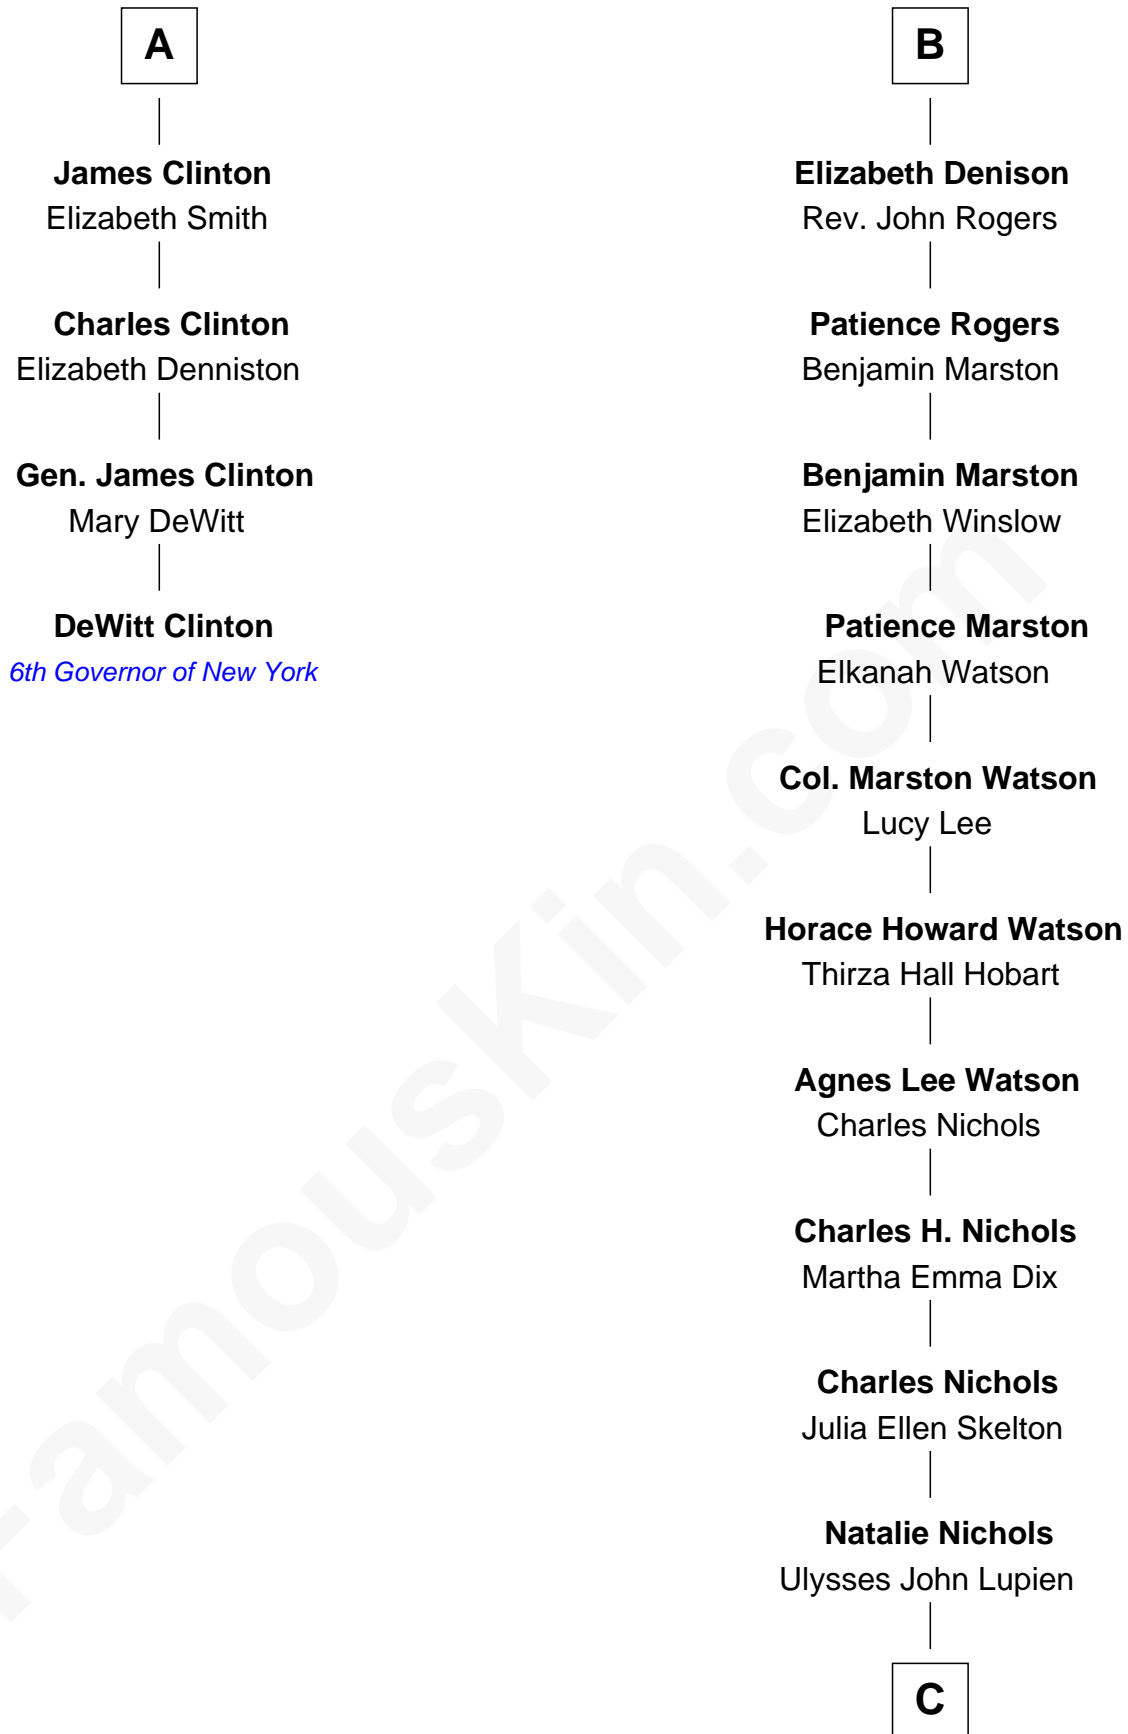 A
James Clinton
Elizabeth Smith
Charles Clinton
Elizabeth Denniston
Gen. James Clinton
Mary DeWitt
DeWitt Clinton
6th Governor of New York
B
Elizabeth Denison
Rev. John Rogers
Patience Rogers
Benjamin Marston
Benjamin Marston
Elizabeth Winslow
Patience Marston
Elkanah Watson
Col. Marston Watson
Lucy Lee
Horace Howard Watson
Thirza Hall Hobart
Agnes Lee Watson
Charles Nichols
Charles H. Nichols
Martha Emma Dix
Charles Nichols
Julia Ellen Skelton
Natalie Nichols
Ulysses John Lupien
C
FamousKin.com